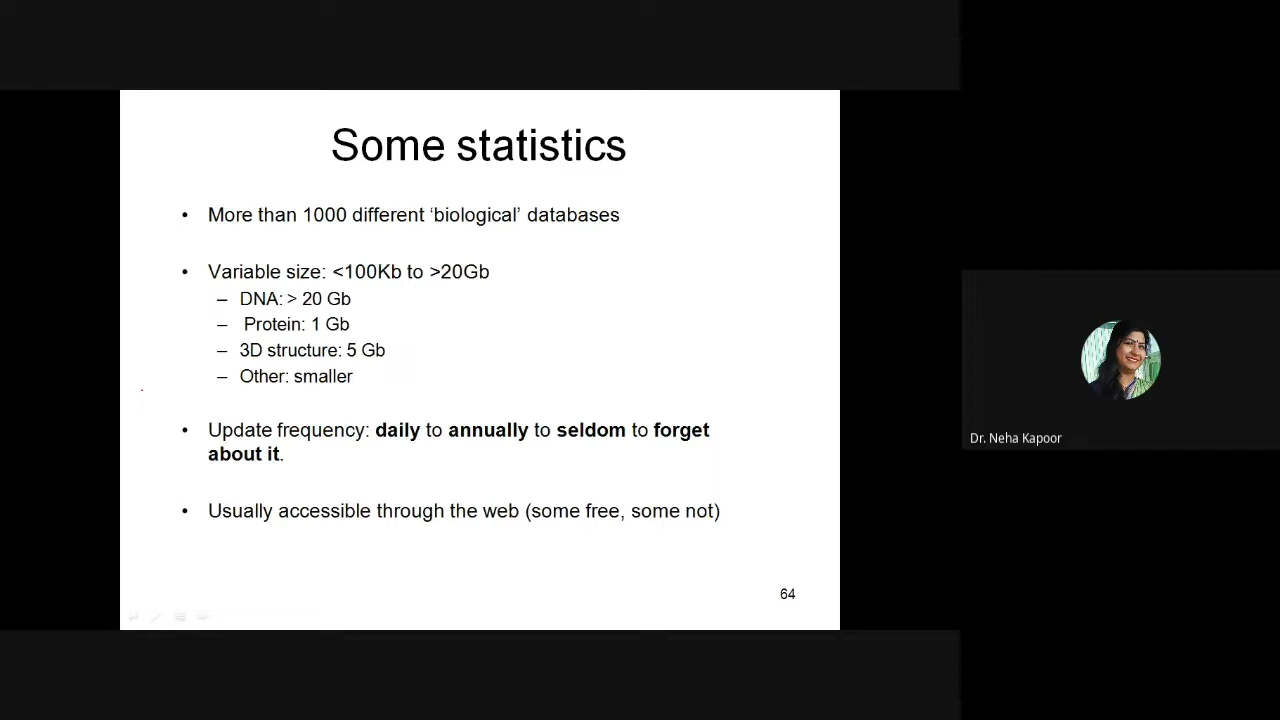 Some statistics
• More than 1000 different ‘biological’ databases
• Variable size: <100Kb to >20Gb
– DNA: > 20 Gb
– Protein: 1 Gb
– 3D structure: 5 Gb
– Other: smaller
• Update frequency: daily to annually to seldom to forget
about it.
• Usually accessible through the web (some free, some not)
64
Dr. Neha Kapoor